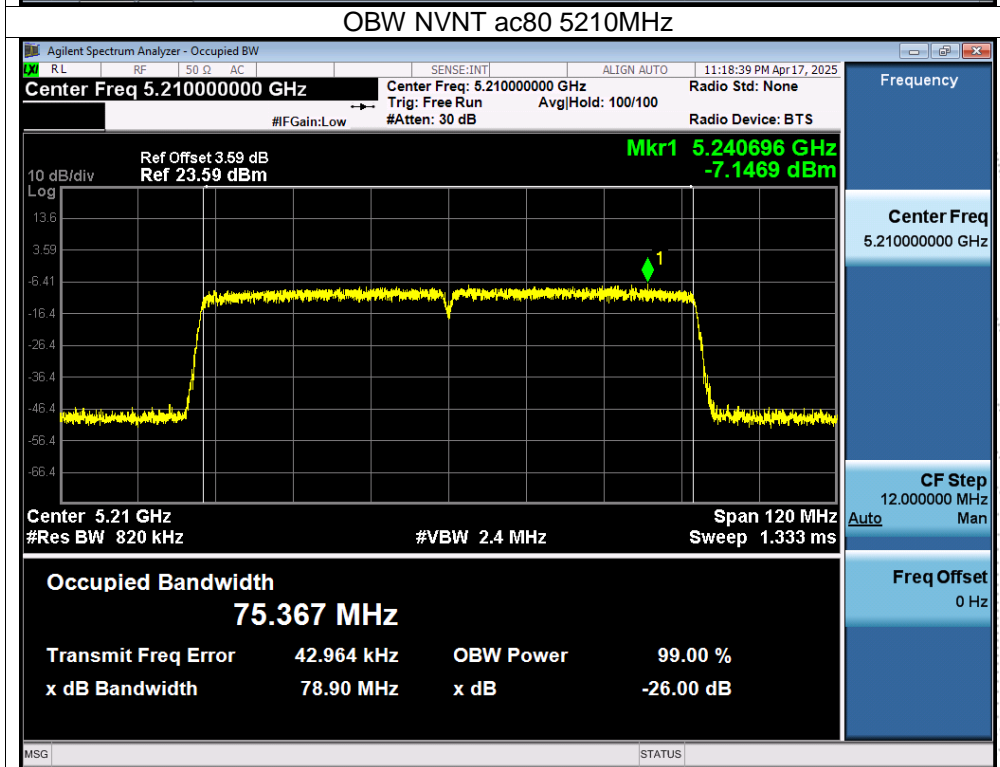 OBW NVNT ac80 5210MHz
Agilent Spectrum Analyzer - Occupied BW
LXI RL RF 50 Ω AC SENSE:INT ALIGN AUTO 11:18:39 PM Apr 17, 2025
Center Freq 5.210000000 GHz
Center Freq: 5.210000000 GHz Radio Std: None
Trig: Free Run Avg|Hold: 100/100
#IFGain:Low #Atten: 30 dB Radio Device: BTS
Frequency
Mkr1 5.240696 GHz
-7.1469 dBm
Ref Offset 3.59 dB
10 dB/div Ref 23.59 dBm
Log
13.6
3.59
-6.41
-16.4
-26.4
-36.4
-46.4
-56.4
-66.4
1
Center 5.21 GHz Span 120 MHz
#Res BW 820 kHz #VBW 2.4 MHz Sweep 1.333 ms
Center Freq
5.210000000 GHz
CF Step
12.000000 MHz
Auto Man
Freq Offset
0 Hz
Occupied Bandwidth
75.367 MHz
Transmit Freq Error 42.964 kHz OBW Power 99.00 %
x dB Bandwidth 78.90 MHz x dB -26.00 dB
MSG STATUS